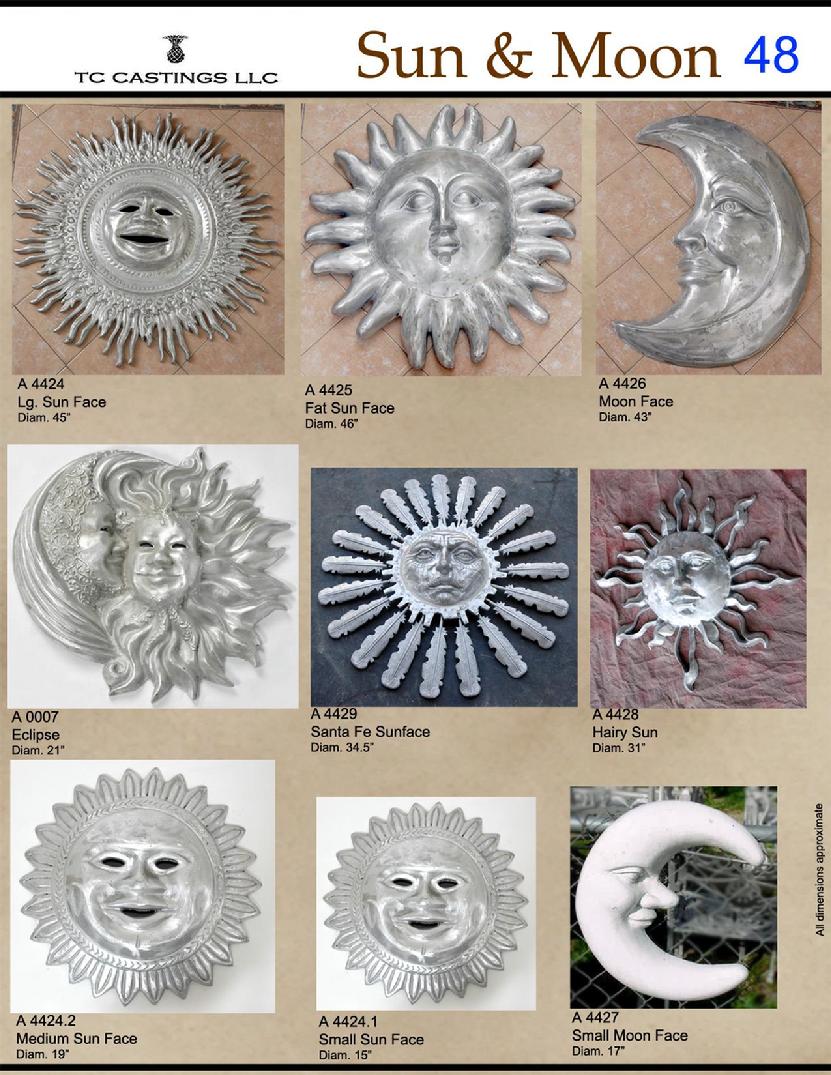 TC CASTINGS LLC
Sun & Moon 48
A 4424
Lg. Sun Face
Diam. 45"
A 4425
Fat Sun Face
Diam. 46"
A 4426
Moon Face
Diam. 43"
A 0007
Eclipse
Diam. 21"
A 4429
Santa Fe Sunface
Diam. 34.5"
A 4428
Hairy Sun
Diam. 31"
A 4424.2
Medium Sun Face
Diam. 19"
A 4424.1
Small Sun Face
Diam. 15"
A 4427
Small Moon Face
Diam. 17"
All dimensions approximate